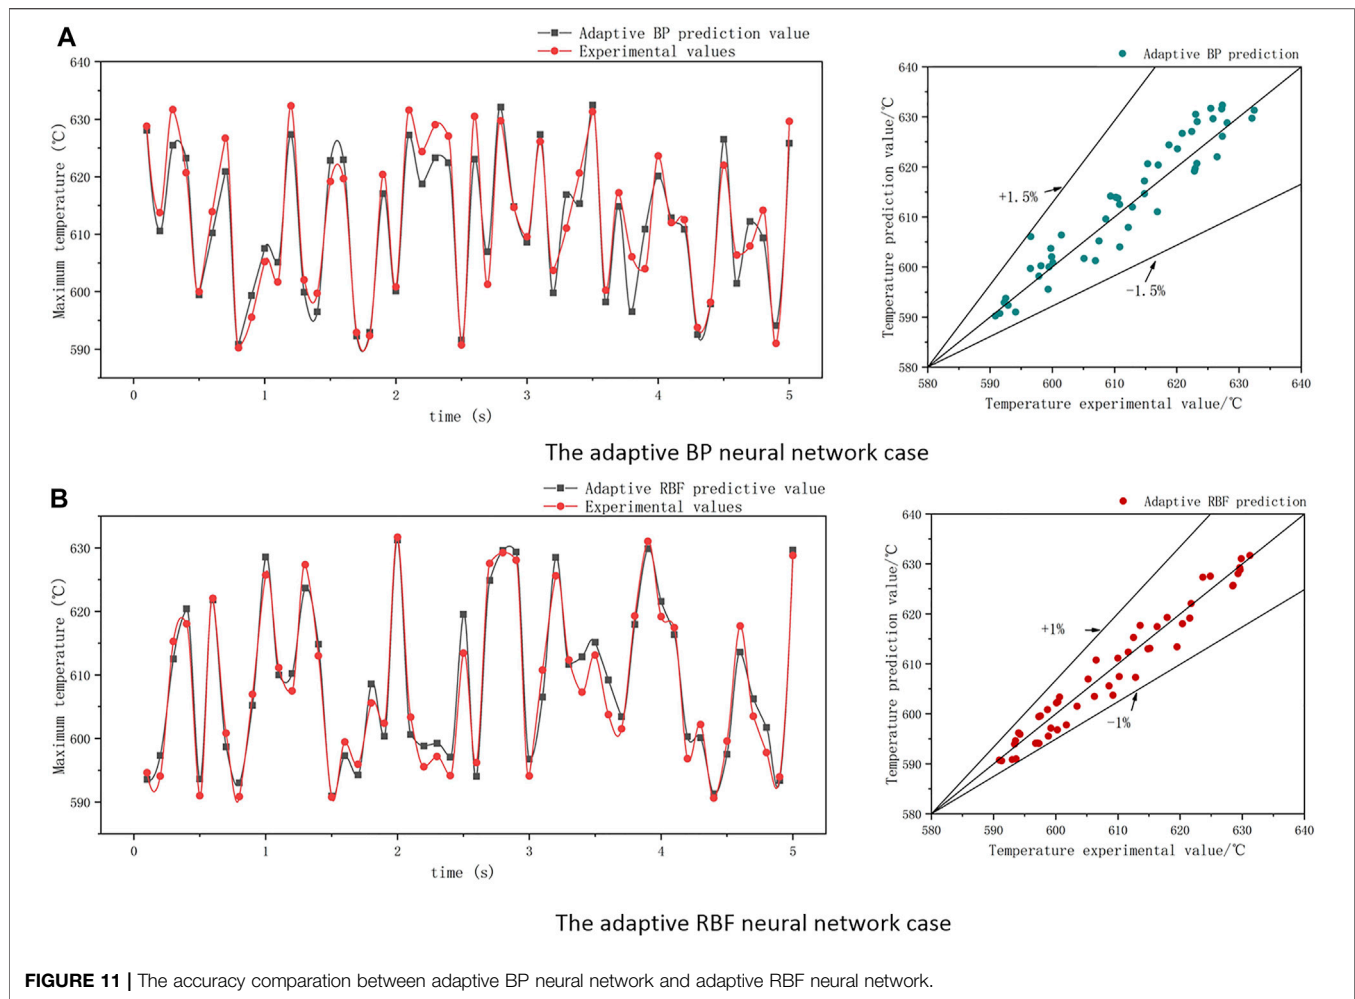 A
Adaptive BP prediction value
Experimental values
640
630
620
610
600
590
Maximum temperature (℃)
0 1 2 3 4 5
time (s)
Adaptive BP prediction
640
630
620
610
600
590
580
Temperature prediction value/℃
+1.5%
−1.5%
580 590 600 610 620 630 640
Temperature experimental value/℃
The adaptive BP neural network case
B
Adaptive RBF predictive value
Experimental values
630
620
610
600
590
Maximum temperature (℃)
0 1 2 3 4 5
time (s)
Adaptive RBF prediction
640
630
620
610
600
590
580
Temperature prediction value/℃
+1%
−1%
580 590 600 610 620 630 640
Temperature experimental value/℃
The adaptive RBF neural network case
FIGURE 11 | The accuracy comparation between adaptive BP neural network and adaptive RBF neural network.